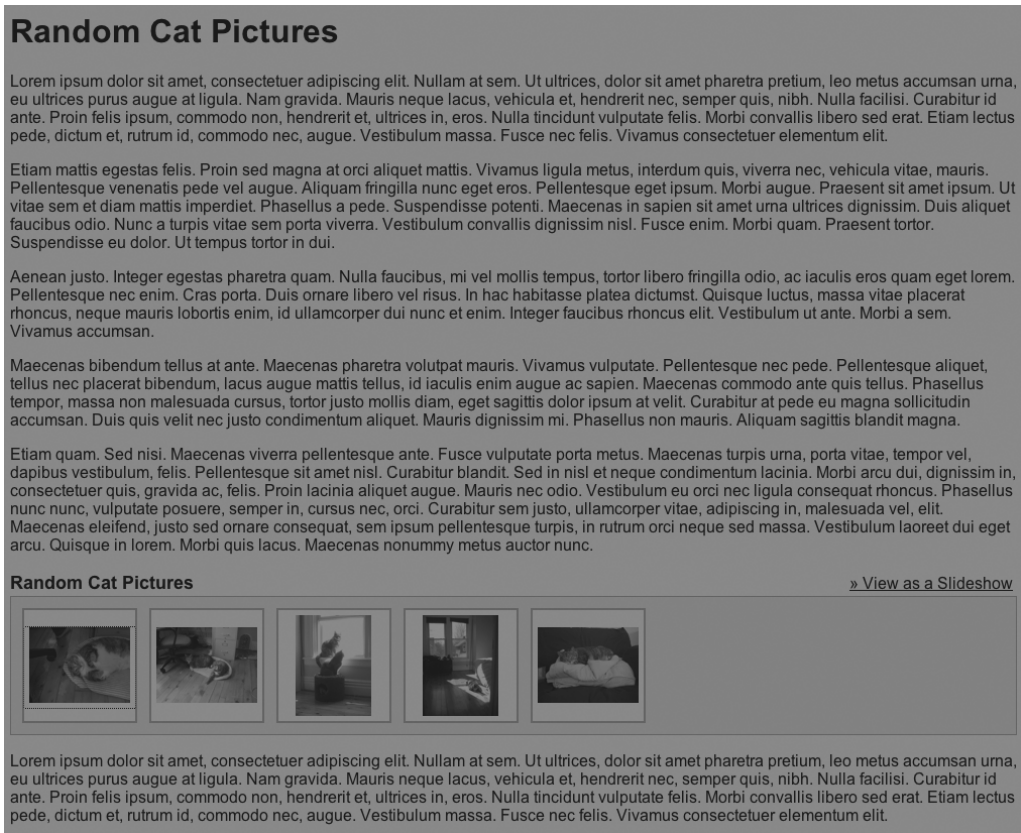 Random Cat Pictures
Lorem ipsum dolor sit amet, consectetuer adipiscing elit. Nullam at sem. Ut ultrices, dolor sit amet pharetra pretium, leo metus accumsan urna,
eu ultrices purus augue at ligula. Nam gravida. Mauris neque lacus, vehicula et, hendrerit nec, semper quis, nibh. Nulla facilisi. Curabitur id
ante. Proin felis ipsum, commodo non, hendrerit et, ultrices in, eros. Nulla tincidunt vulputate felis. Morbi convallis libero sed erat. Etiam lectus
pede, dictum et, rutrum id, commodo nec, augue. Vestibulum massa. Fusce nec felis. Vivamus consectetuer elementum elit.
Etiam mattis egestas felis. Proin sed magna at orci aliquet mattis. Vivamus ligula metus, interdum quis, viverra nec, vehicula vitae, mauris.
Pellentesque venenatis pede vel augue. Aliquam fringilla nunc eget eros. Pellentesque eget ipsum. Morbi augue. Praesent sit amet ipsum. Ut
vitae sem et diam mattis imperdiet. Phasellus a pede. Suspendisse potenti. Maecenas in sapien sit amet urna ultrices dignissim. Duis aliquet
faucibus odio. Nunc a turpis vitae sem porta viverra. Vestibulum convallis dignissim nisl. Fusce enim. Morbi quam. Praesent tortor.
Suspendisse eu dolor. Ut tempus tortor in dui.
Aenean justo. Integer egestas pharetra quam. Nulla faucibus, mi vel mollis tempus, tortor libero fringilla odio, ac iaculis eros quam eget lorem.
Pellentesque nec enim. Cras porta. Duis ornare libero vel risus. In hac habitasse platea dictumst. Quisque luctus, massa vitae placerat
rhoncus, neque mauris lobortis enim, id ullamcorper dui nunc et enim. Integer faucibus rhoncus elit. Vestibulum ut ante. Morbi a sem.
Vivamus accumsan.
Maecenas bibendum tellus at ante. Maecenas pharetra volutpat mauris. Vivamus vulputate. Pellentesque nec pede. Pellentesque aliquet,
tellus nec placerat bibendum, lacus augue mattis tellus, id iaculis enim augue ac sapien. Maecenas commodo ante quis tellus. Phasellus
tempor, massa non malesuada cursus, tortor justo mollis diam, eget sagittis dolor ipsum at velit. Curabitur at pede eu magna sollicitudin
accumsan. Duis quis velit nec justo condimentum aliquet. Mauris dignissim mi. Phasellus non mauris. Aliquam sagittis blandit magna.
Etiam quam. Sed nisi. Maecenas viverra pellentesque ante. Fusce vulputate porta metus. Maecenas turpis urna, porta vitae, tempor vel,
dapibus vestibulum, felis. Pellentesque sit amet nisl. Curabitur blandit. Sed in nisl et neque condimentum lacinia. Morbi arcu dui, dignissim in,
consectetuer quis, gravida ac, felis. Proin lacinia aliquet augue. Mauris nec odio. Vestibulum eu orci nec ligula consequat rhoncus. Phasellus
nunc nunc, vulputate posuere, semper in, cursus nec, orci. Curabitur sem justo, ullamcorper vitae, adipiscing in, malesuada vel, elit.
Maecenas eleifend, justo sed ornare consequat, sem ipsum pellentesque turpis, in rutrum orci neque sed massa. Vestibulum laoreet dui eget
arcu. Quisque in lorem. Morbi quis lacus. Maecenas nonummy metus auctor nunc.
Random Cat Pictures
» View as a Slideshow
Lorem ipsum dolor sit amet, consectetuer adipiscing elit. Nullam at sem. Ut ultrices, dolor sit amet pharetra pretium, leo metus accumsan urna,
eu ultrices purus augue at ligula. Nam gravida. Mauris neque lacus, vehicula et, hendrerit nec, semper quis, nibh. Nulla facilisi. Curabitur id
ante. Proin felis ipsum, commodo non, hendrerit et, ultrices in, eros. Nulla tincidunt vulputate felis. Morbi convallis libero sed erat. Etiam lectus
pede, dictum et, rutrum id, commodo nec, augue. Vestibulum massa. Fusce nec felis. Vivamus consectetuer elementum elit.